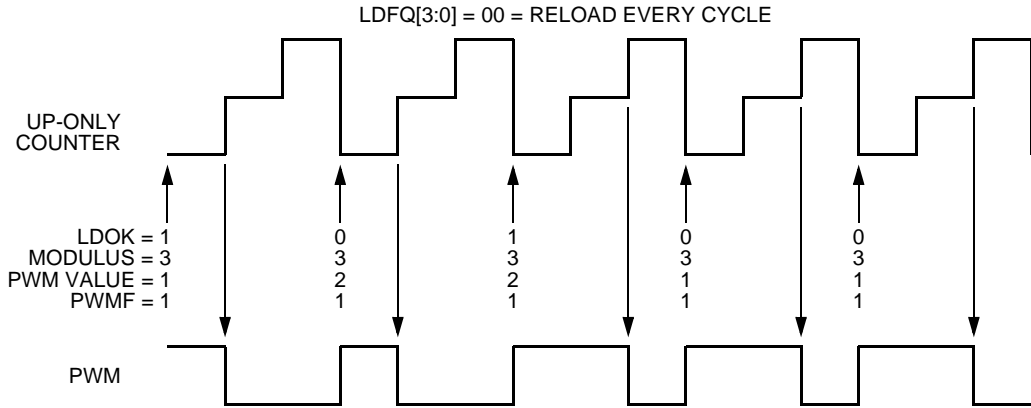 LDFQ[3:0] = 00 = RELOAD EVERY CYCLE
UP-ONLY
COUNTER
LDOK = 1 0 1 0 0
MODULUS = 3 3 3 3 3
PWM VALUE = 1 2 2 1 1
PWMF = 1 1 1 1 1
PWM